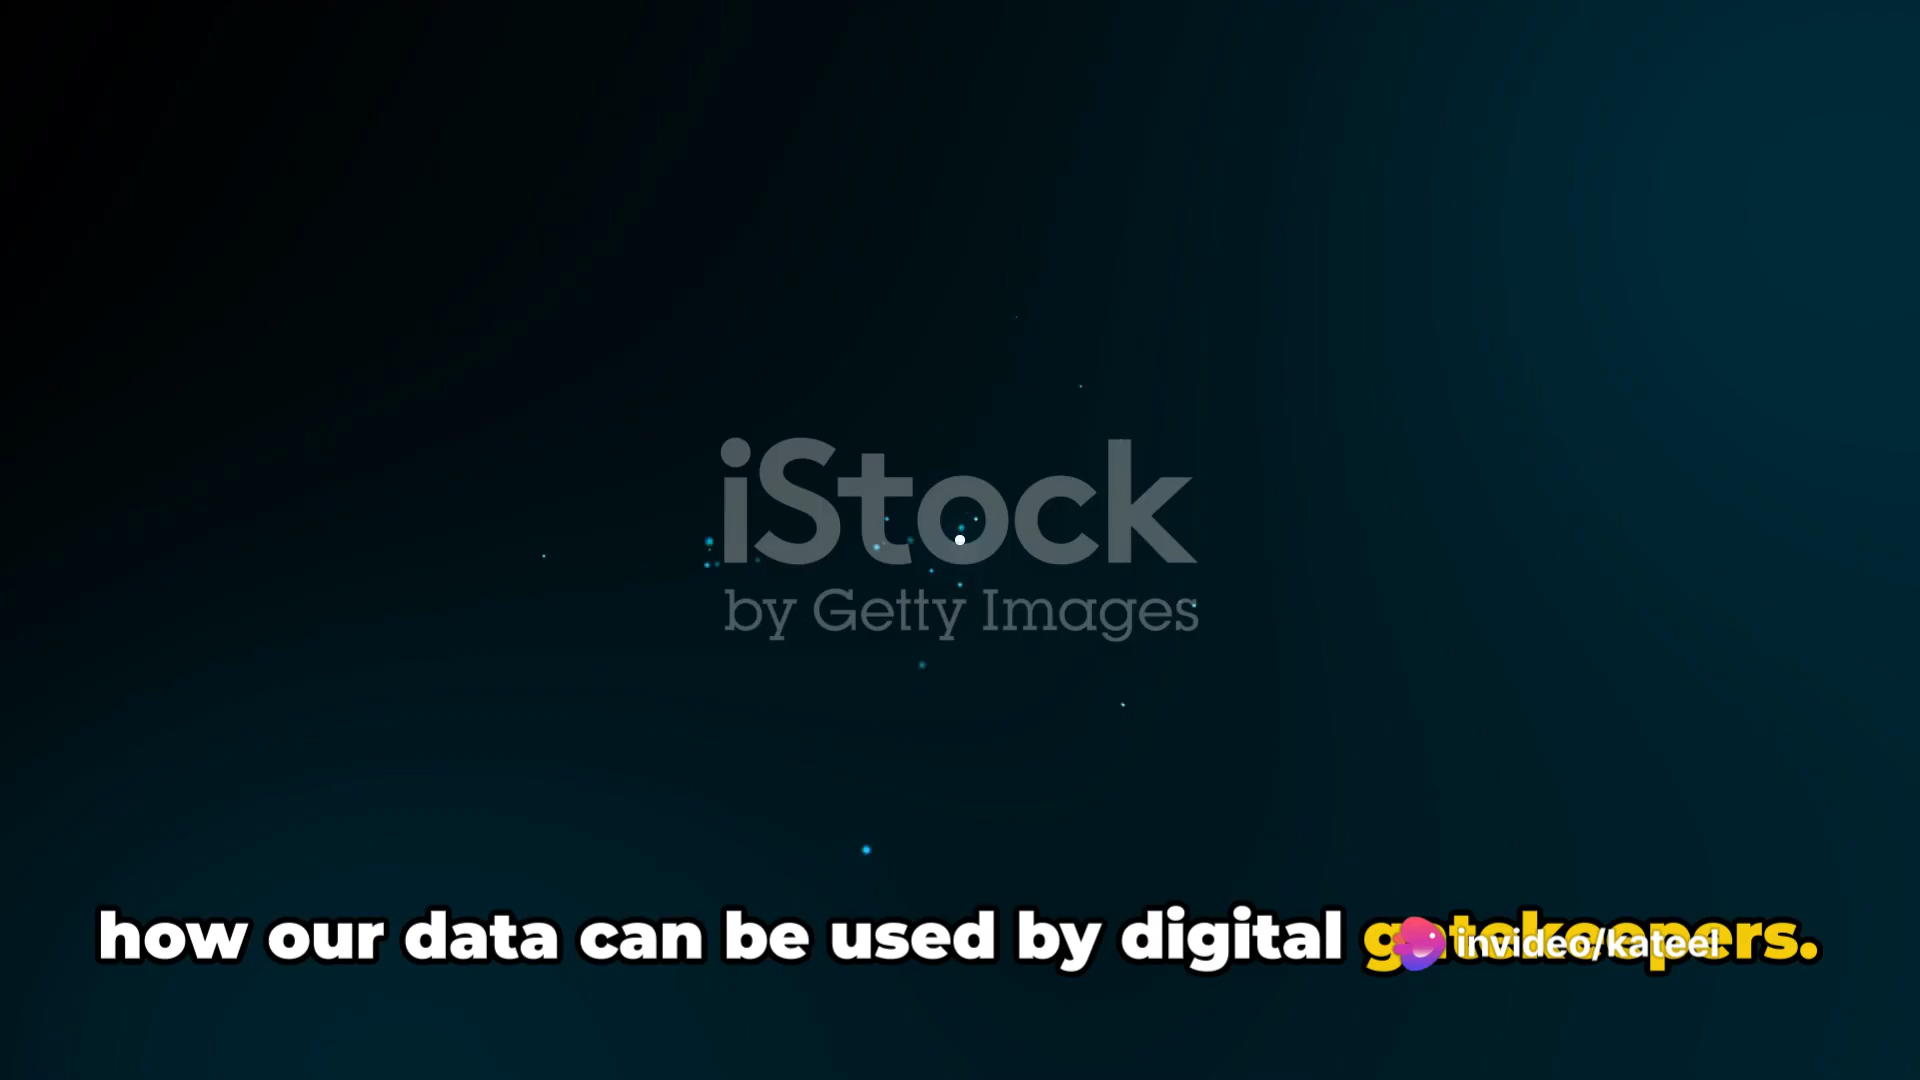 iStock
by Getty Images
how our data can be used by digital gatekeepers.
invideo/kateel